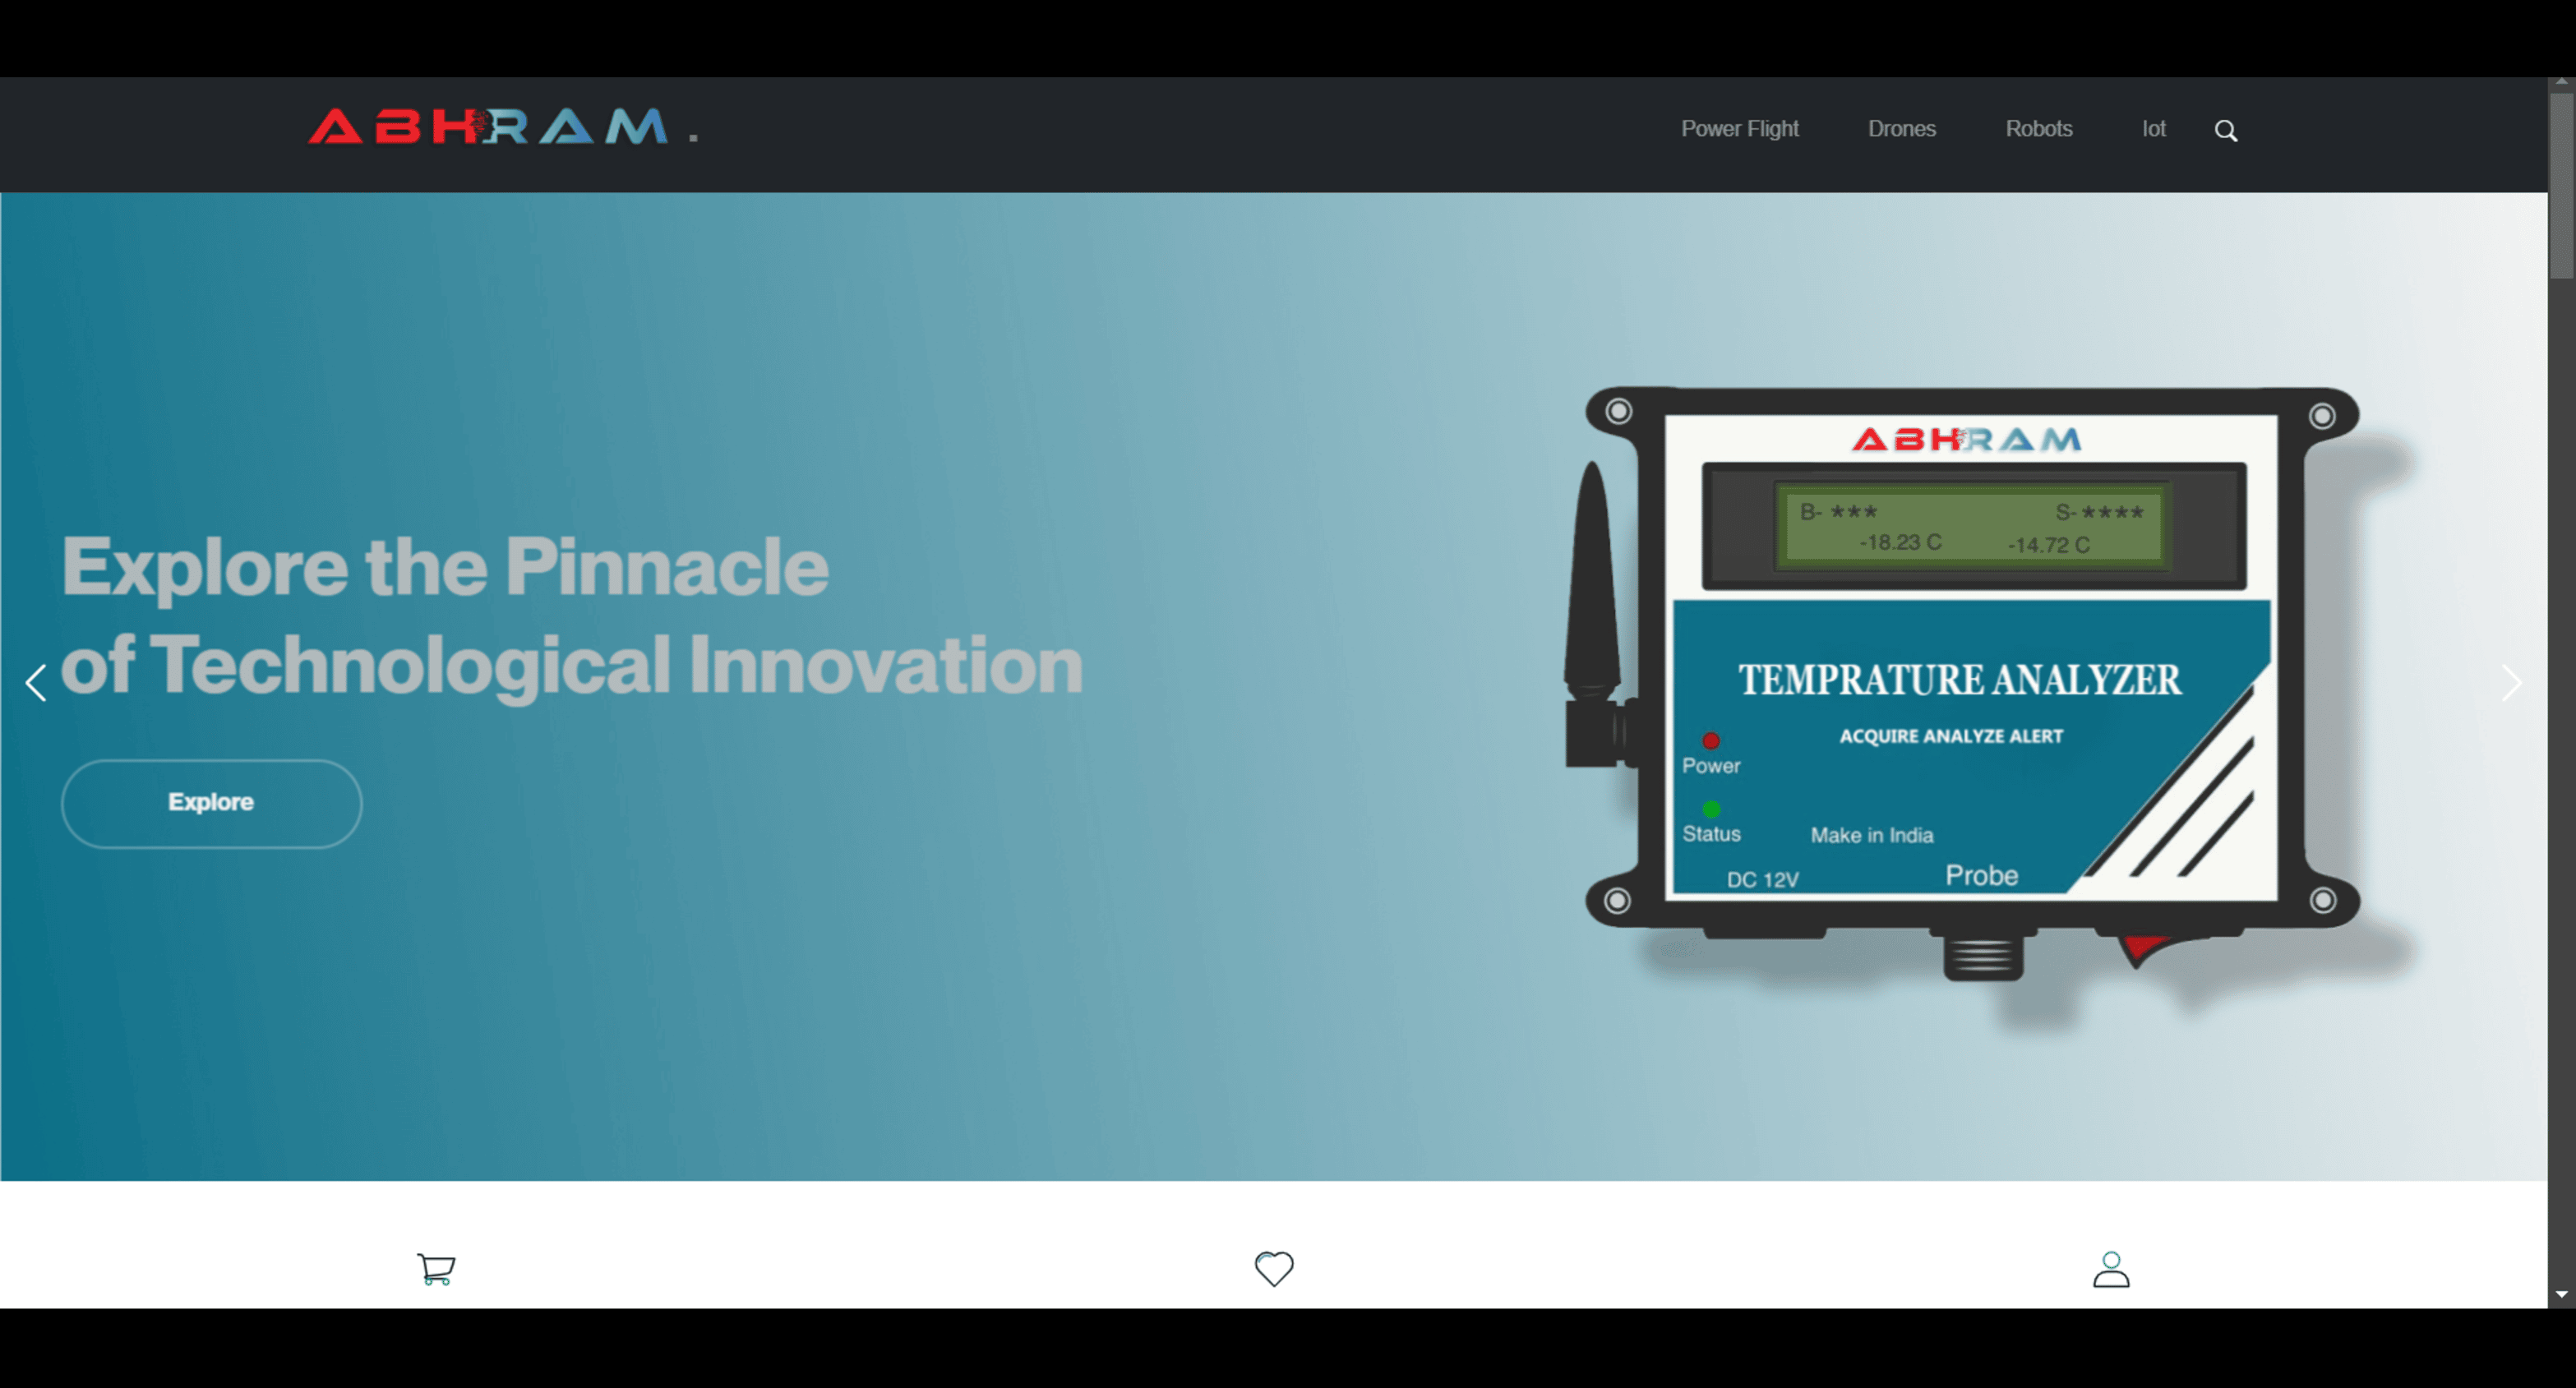 ABHRAM.
Power Flight Drones Robots Iot
Explore the Pinnacle
of Technological Innovation
Explore
ABHRAM
B- *** S-****
-18.23 C -14.72 C
TEMPRATURE ANALYZER
ACQUIRE ANALYZE ALERT
Power
Status
Make in India
DC 12V
Probe